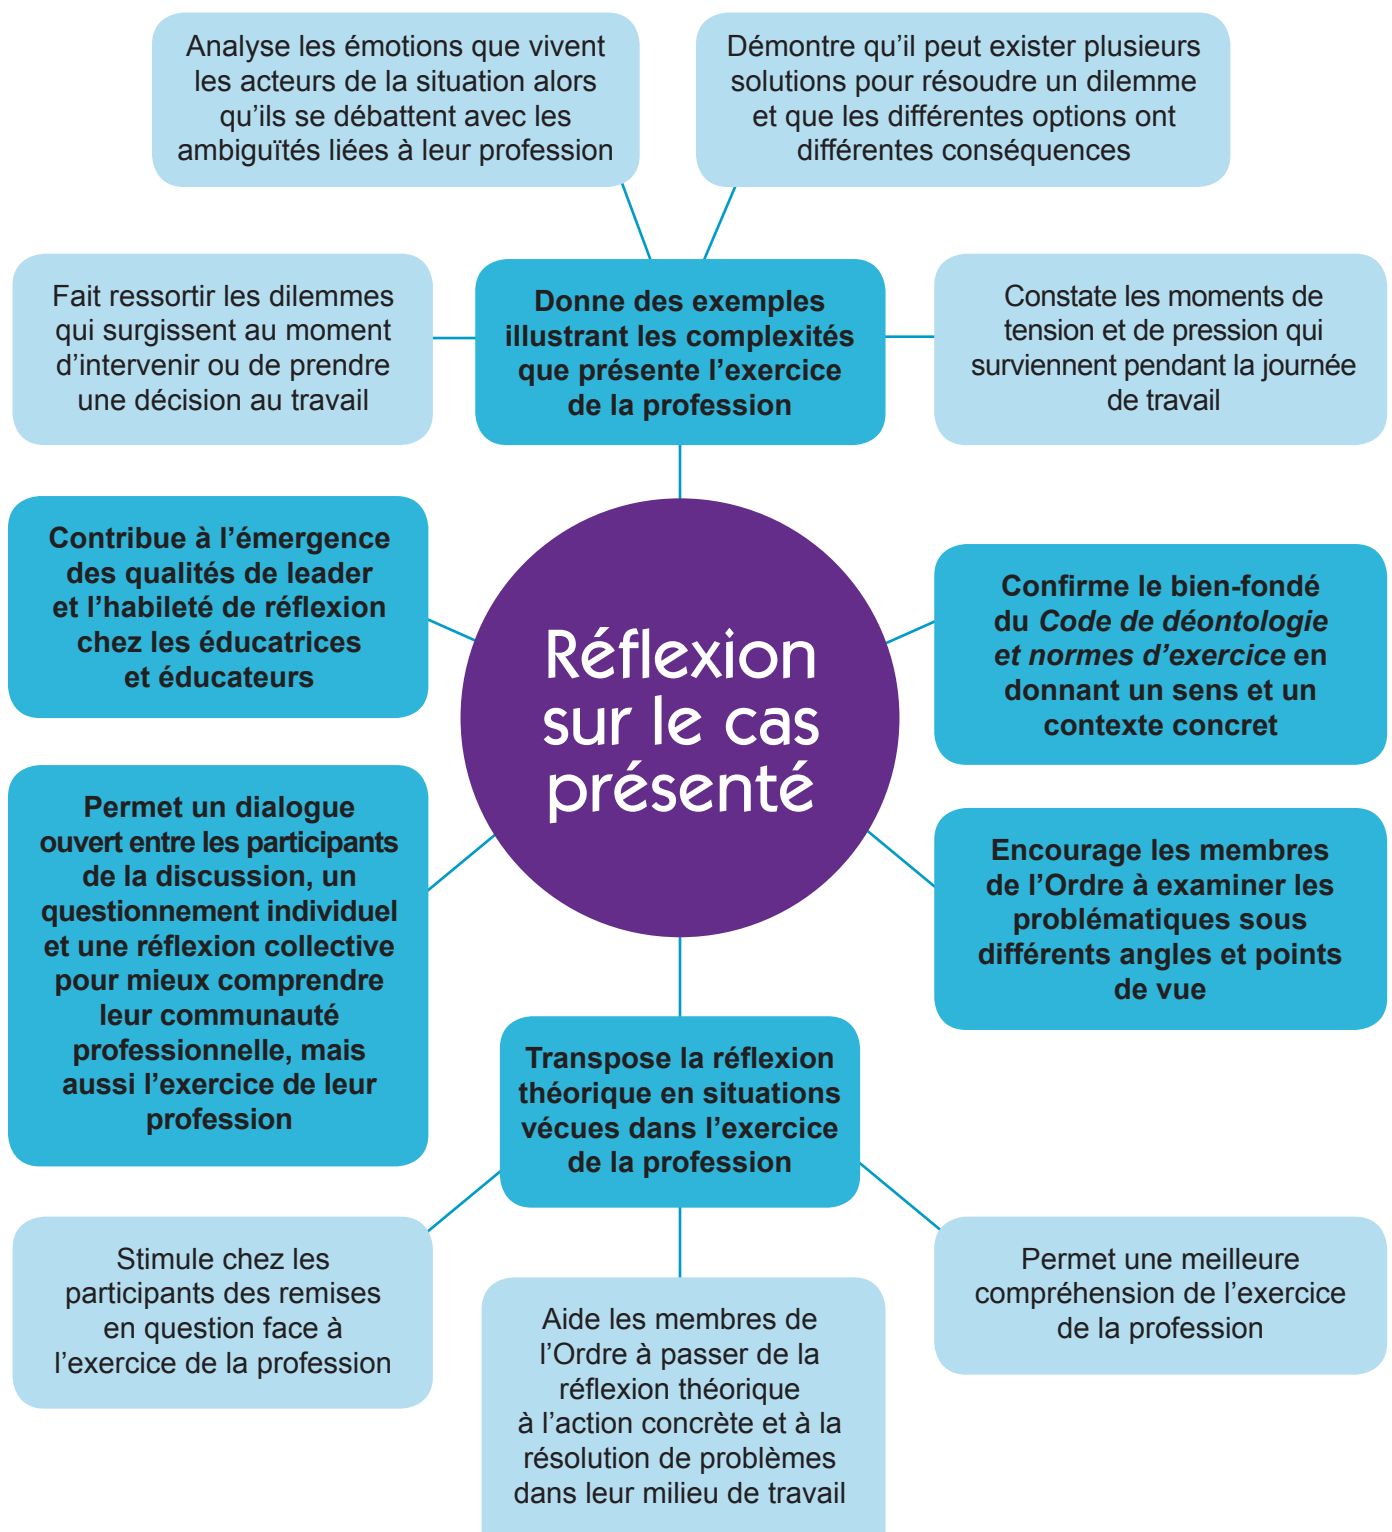 Analyse les émotions que vivent
les acteurs de la situation alors
qu’ils se débattent avec les
ambiguïtés liées à leur profession
Démontre qu’il peut exister plusieurs
solutions pour résoudre un dilemme
et que les différentes options ont
différentes conséquences
Fait ressortir les dilemmes
qui surgissent au moment
d’intervenir ou de prendre
une décision au travail
Donne des exemples
illustrant les complexités
que présente l’exercice
de la profession
Constate les moments de
tension et de pression qui
surviennent pendant la journée
de travail
Contribue à l’émergence
des qualités de leader
et l’habileté de réflexion
chez les éducatrices
et éducateurs
Réflexion
sur le cas
présenté
Confirme le bien-fondé
du Code de déontologie
et normes d’exercice en
donnant un sens et un
contexte concret
Permet un dialogue
ouvert entre les participants
de la discussion, un
questionnement individuel
et une réflexion collective
pour mieux comprendre
leur communauté
professionnelle, mais
aussi l’exercice de leur
profession
Encourage les membres
de l’Ordre à examiner les
problématiques sous
différents angles et points
de vue
Transpose la réflexion
théorique en situations
vécues dans l’exercice
de la profession
Stimule chez les
participants des remises
en question face à
l’exercice de la profession
Aide les membres de
l’Ordre à passer de la
réflexion théorique
à l’action concrète et à la
résolution de problèmes
dans leur milieu de travail
Permet une meilleure
compréhension de l’exercice
de la profession